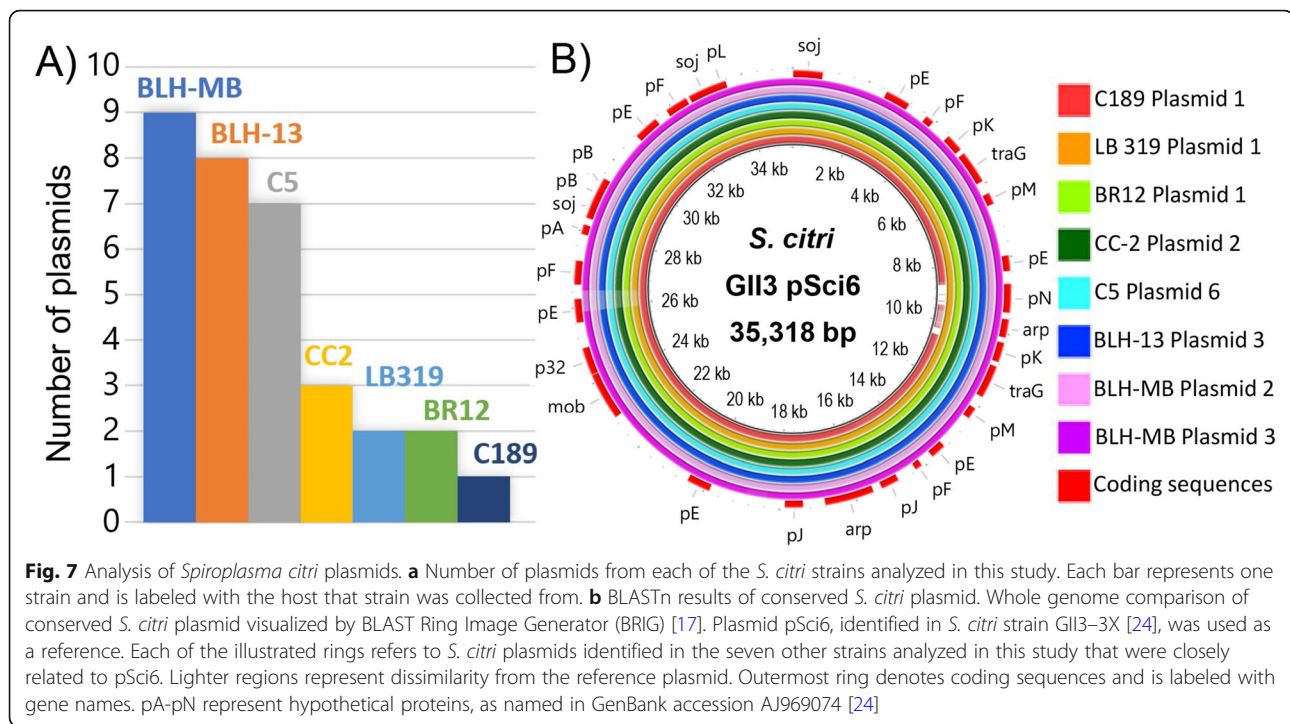 A)
Number of plasmids
10
9
8
7
6
5
4
3
2
1
0
BLH-MB
BLH-13
C5
CC2
LB319
BR12
C189
B)
soj
pE
pF
pK
traG
pM
pE
pN
arp
pK
traG
pM
pE
pF
pJ
arp
pJ
pE
mob
p32
pE
pF
pA
soj
pB
pB
pE
pF
soj
pL
2 kb
4 kb
6 kb
8 kb
10 kb
12 kb
14 kb
16 kb
18 kb
20 kb
22 kb
24 kb
26 kb
28 kb
30 kb
32 kb
34 kb
S. citri
GII3 pSci6
35,318 bp
C189 Plasmid 1
LB 319 Plasmid 1
BR12 Plasmid 1
CC-2 Plasmid 2
C5 Plasmid 6
BLH-13 Plasmid 3
BLH-MB Plasmid 2
BLH-MB Plasmid 3
Coding sequences
Fig. 7 Analysis of Spiroplasma citri plasmids. a Number of plasmids from each of the S. citri strains analyzed in this study. Each bar represents one
strain and is labeled with the host that strain was collected from. b BLASTn results of conserved S. citri plasmid. Whole genome comparison of
conserved S. citri plasmid visualized by BLAST Ring Image Generator (BRIG) [17]. Plasmid pSci6, identified in S. citri strain GII3–3X [24], was used as
a reference. Each of the illustrated rings refers to S. citri plasmids identified in the seven other strains analyzed in this study that were closely
related to pSci6. Lighter regions represent dissimilarity from the reference plasmid. Outermost ring denotes coding sequences and is labeled with
gene names. pA-pN represent hypothetical proteins, as named in GenBank accession AJ969074 [24]